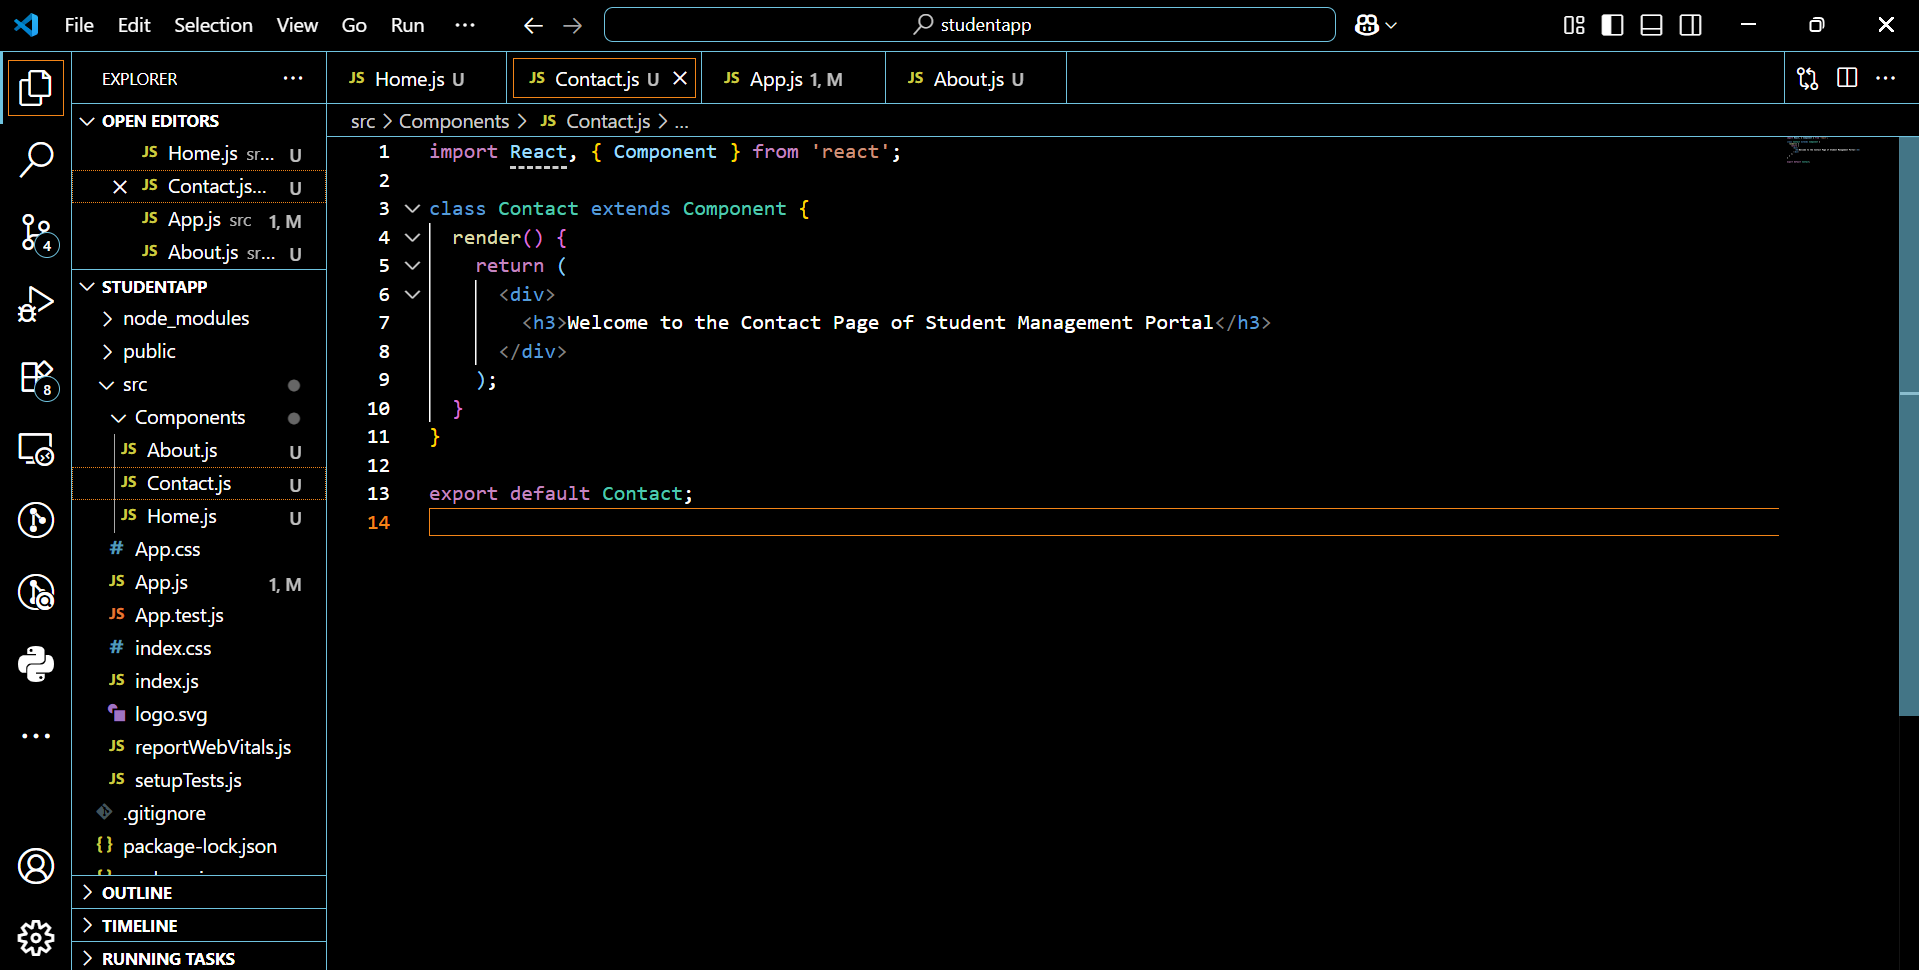 File Edit Selection View Go Run ···
studentapp
EXPLORER ···
JS Home.js U
JS Contact.js U
JS App.js 1, M
JS About.js U
src > Components > JS Contact.js > ...
OPEN EDITORS
JS Home.js sr... U
JS Contact.js... U
JS App.js src 1, M
JS About.js sr... U
STUDENTAPP
node_modules
public
src
Components
JS About.js U
JS Contact.js U
JS Home.js U
# App.css
JS App.js 1, M
JS App.test.js
# index.css
JS index.js
logo.svg
JS reportWebVitals.js
JS setupTests.js
.gitignore
{} package-lock.json
OUTLINE
TIMELINE
RUNNING TASKS
4
8
1 import React, { Component } from 'react';
2
3 class Contact extends Component {
4 render() {
5 return (
6 <div>
7 <h3>Welcome to the Contact Page of Student Management Portal</h3>
8 </div>
9 );
10 }
11 }
12
13 export default Contact;
14